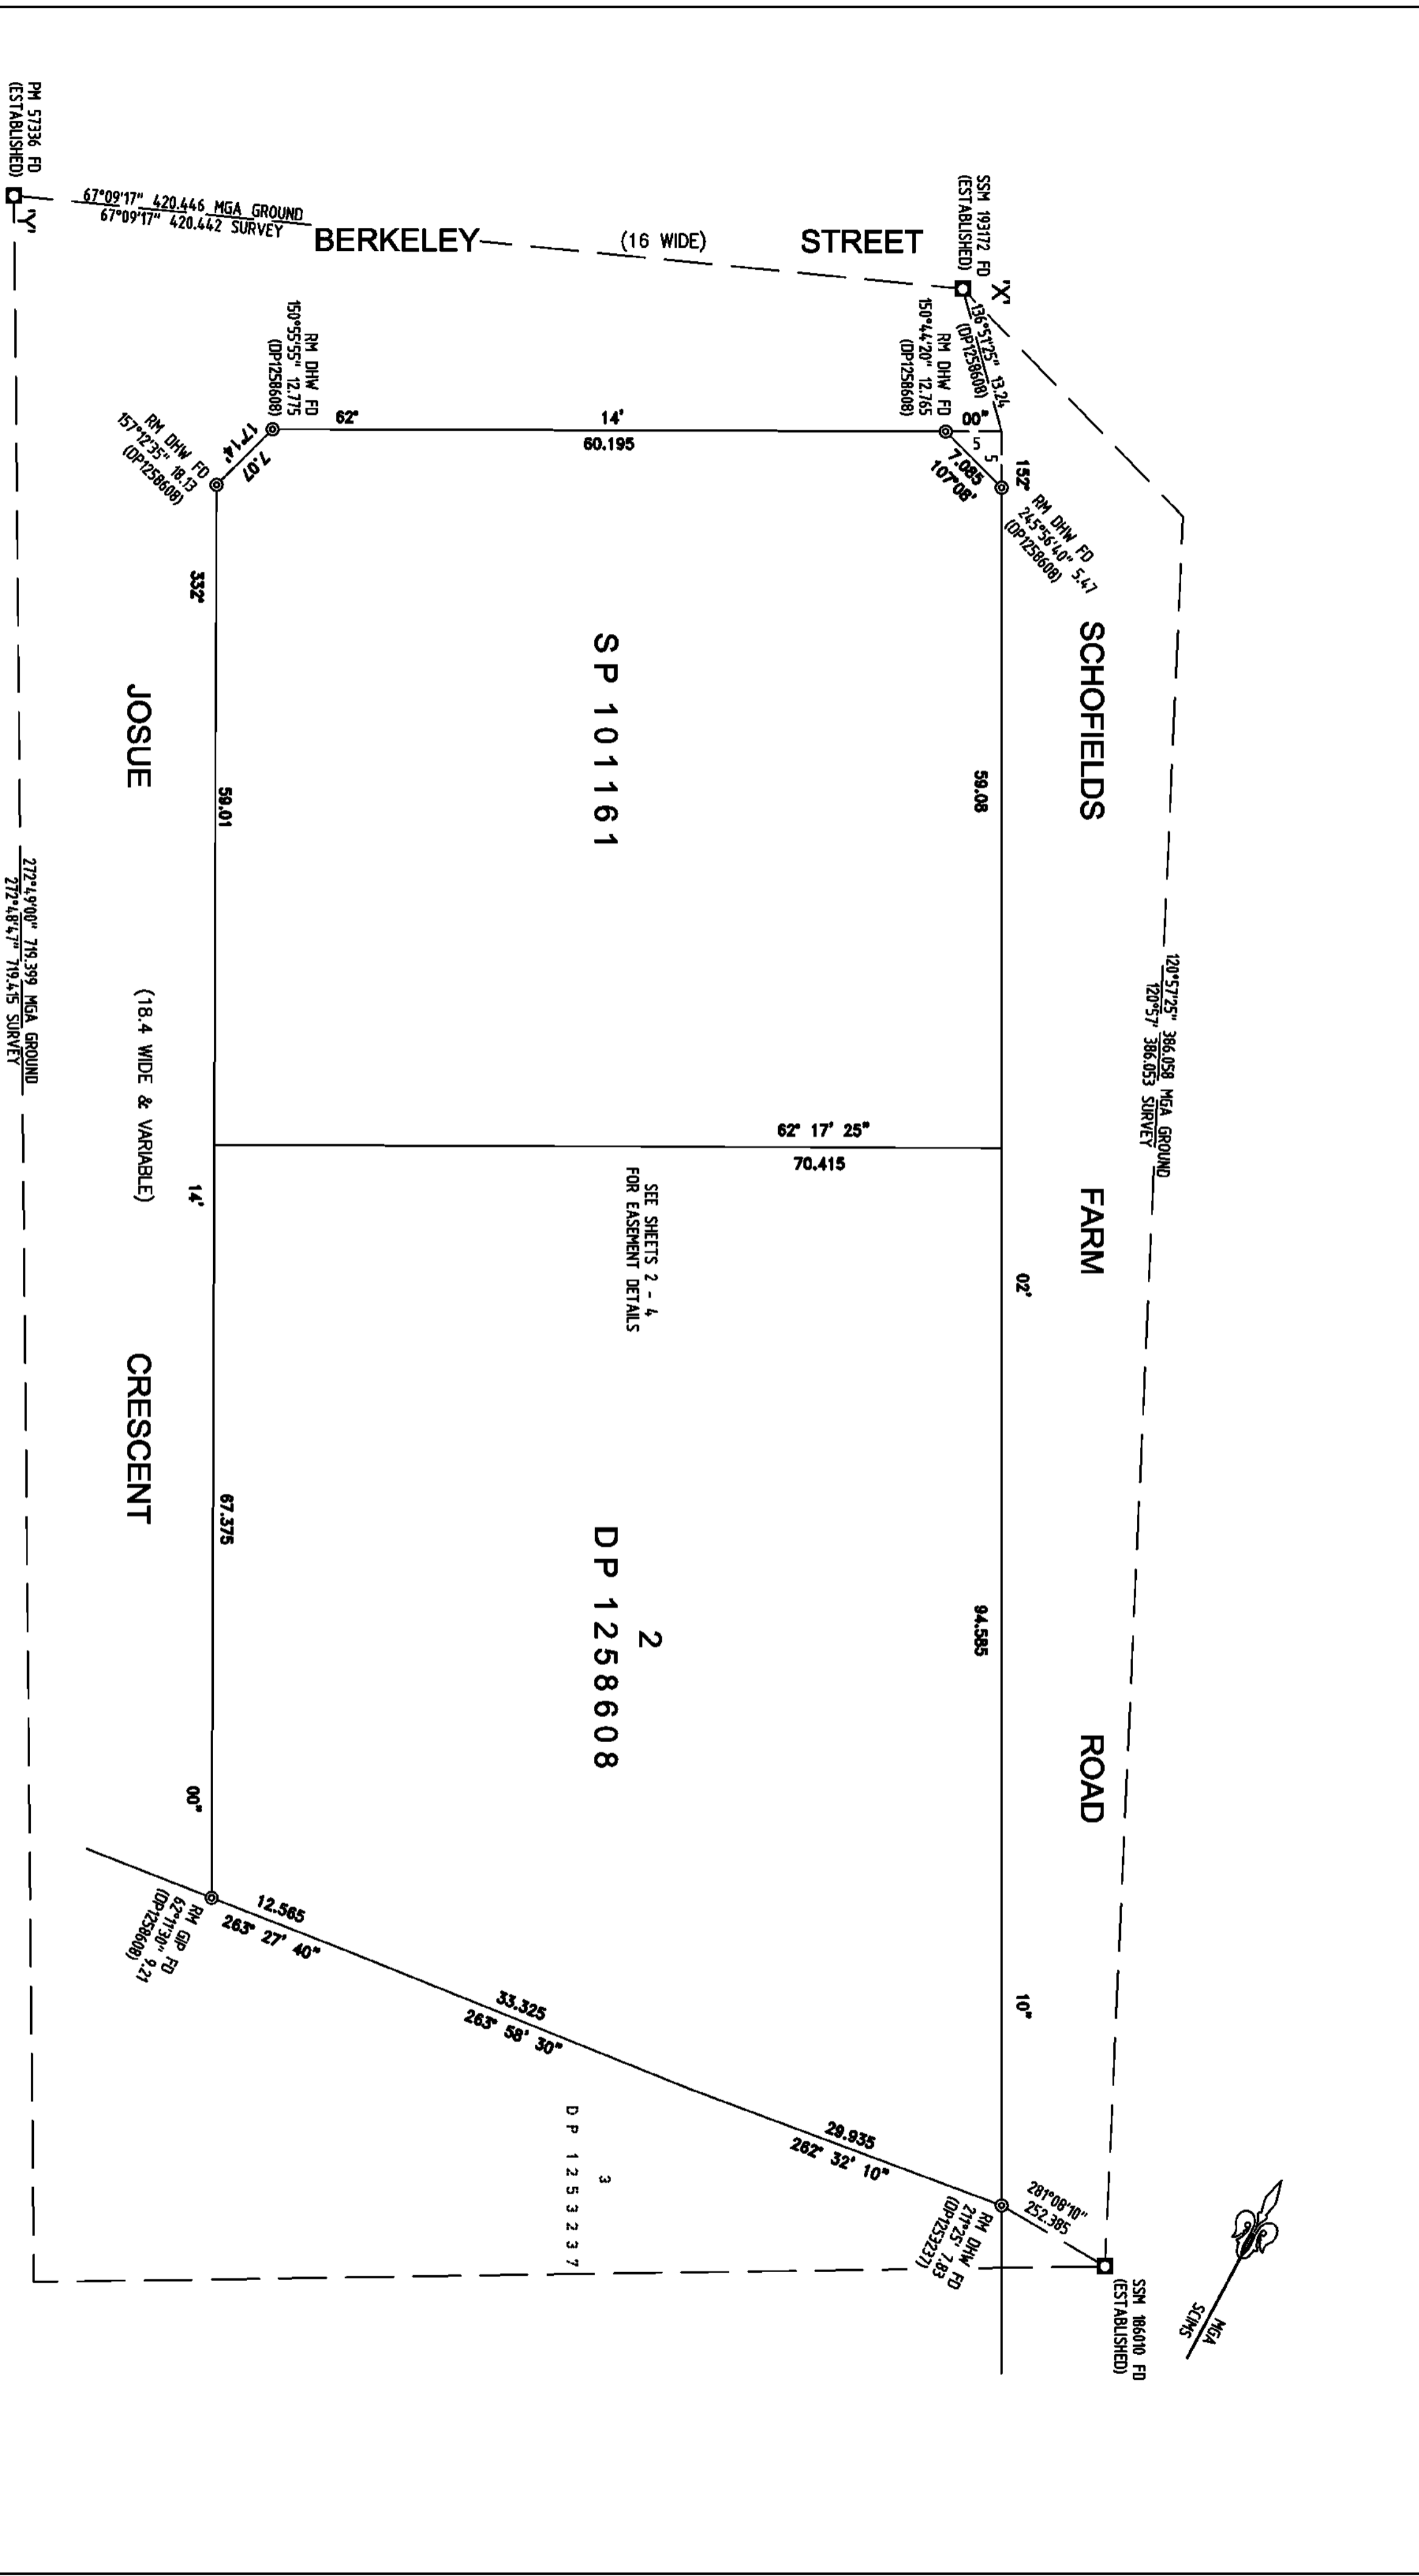 PM 57336 FD
(ESTABLISHED)
'Y'
67°09'17" 420.446 MGA GROUND
67°09'17" 420.442 SURVEY
BERKELEY
(16 WIDE)
STREET
SSM 193172 FD
(ESTABLISHED)
'X'
136°51'25" 13.24
(DP1258608)
RM DHW FD
150°44'20" 12.765
(DP1258608)
RM DHW FD
150°55'55" 12.775
(DP1258608)
RM DHW FD
157°12'35" 18.13
(DP1258608)
17°14'
7.07
62°
14'
00"
60.195
5
5
7.085
107°08'
152°
RM DHW FD
245°56'40" 5.47
(DP1258608)
SCHOFIELDS
FARM
ROAD
120°57'25" 386.058 MGA GROUND
120°57' 386.053 SURVEY
59.08
02'
94.585
10"
SP 101161
62° 17' 25"
70.415
SEE SHEETS 2 - 4
FOR EASEMENT DETAILS
2
DP 1258608
332°
59.01
14'
67.375
00"
JOSUE
(18.4 WIDE & VARIABLE)
CRESCENT
272°49'00" 719.399 MGA GROUND
272°48'47" 719.415 SURVEY
12.565
263° 27' 40"
RM GIP FD
62°11'30" 9.21
(DP1258608)
33.325
263° 58' 30"
29.935
262° 32' 10"
3
DP 1253237
RM DHW FD
211°25' 7.83
(DP1253237)
281°08'10"
252.385
SSM 186010 FD
(ESTABLISHED)
MGA
SCIMS